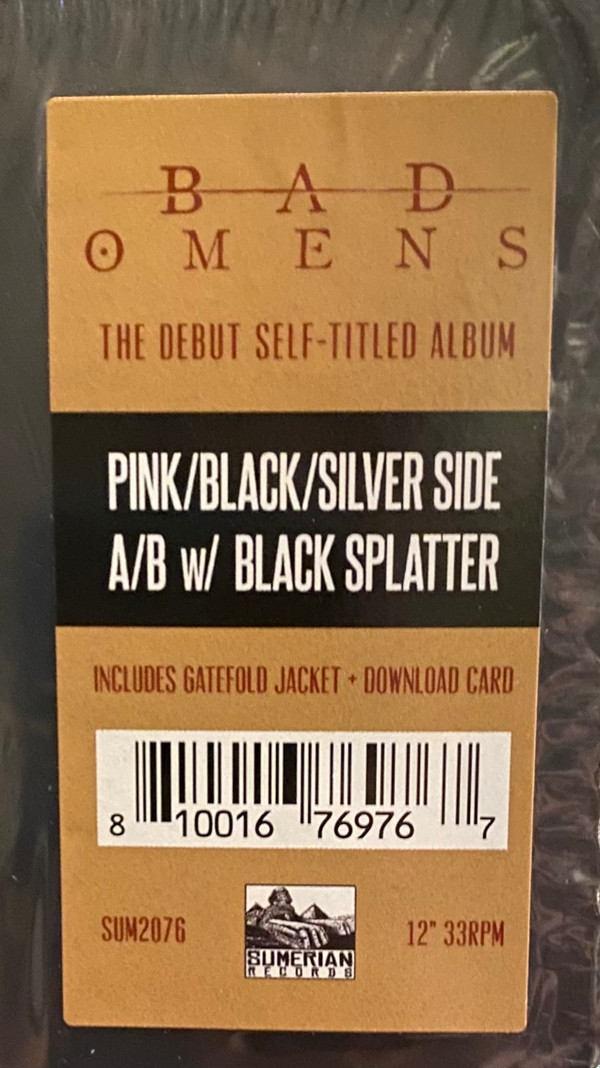 BAD
OMENS
THE DEBUT SELF-TITLED ALBUM
PINK/BLACK/SILVER SIDE
A/B w/ BLACK SPLATTER
INCLUDES GATEFOLD JACKET + DOWNLOAD CARD
8 10016 76976 7
SUM2076
SUMERIAN
RECORDS
12" 33RPM